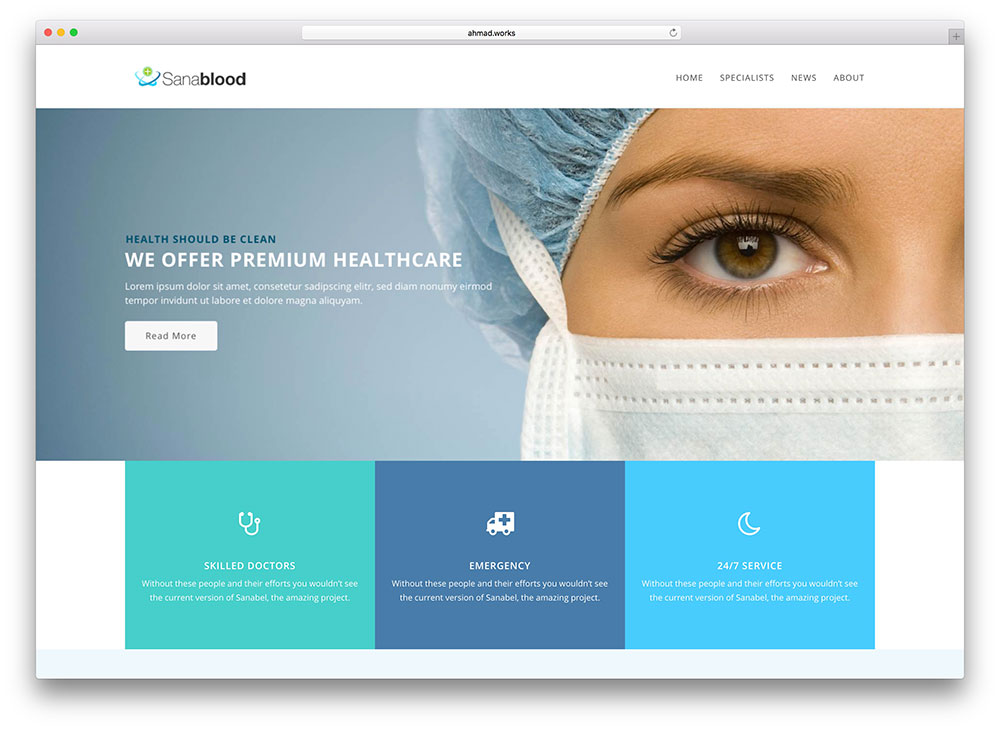 ahmad.works
Sanablood
HOME SPECIALISTS NEWS ABOUT
HEALTH SHOULD BE CLEAN
WE OFFER PREMIUM HEALTHCARE
Lorem ipsum dolor sit amet, consetetur sadipscing elitr, sed diam nonumy eirmod
tempor invidunt ut labore et dolore magna aliquyam.
Read More
SKILLED DOCTORS
Without these people and their efforts you wouldn't see
the current version of Sanabel, the amazing project.
EMERGENCY
Without these people and their efforts you wouldn't see
the current version of Sanabel, the amazing project.
24/7 SERVICE
Without these people and their efforts you wouldn't see
the current version of Sanabel, the amazing project.